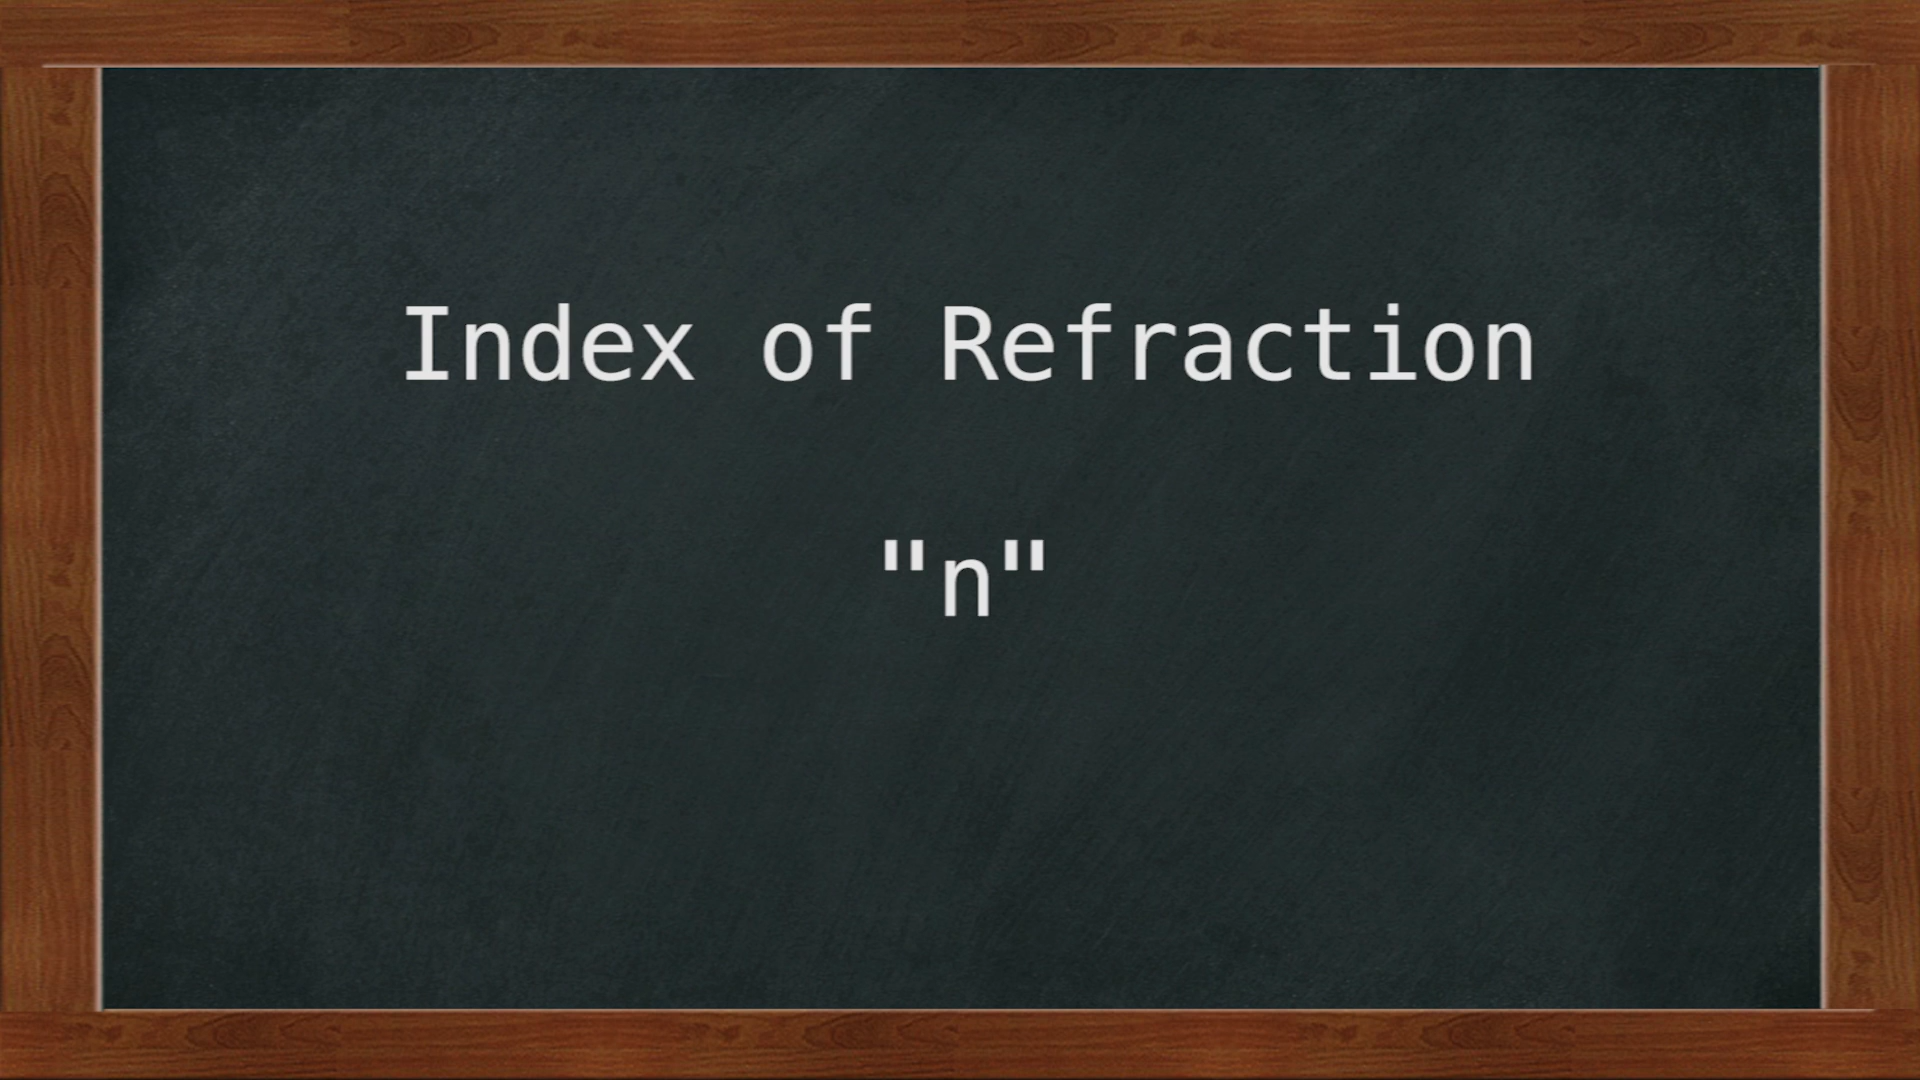 Index of Refraction
"n"